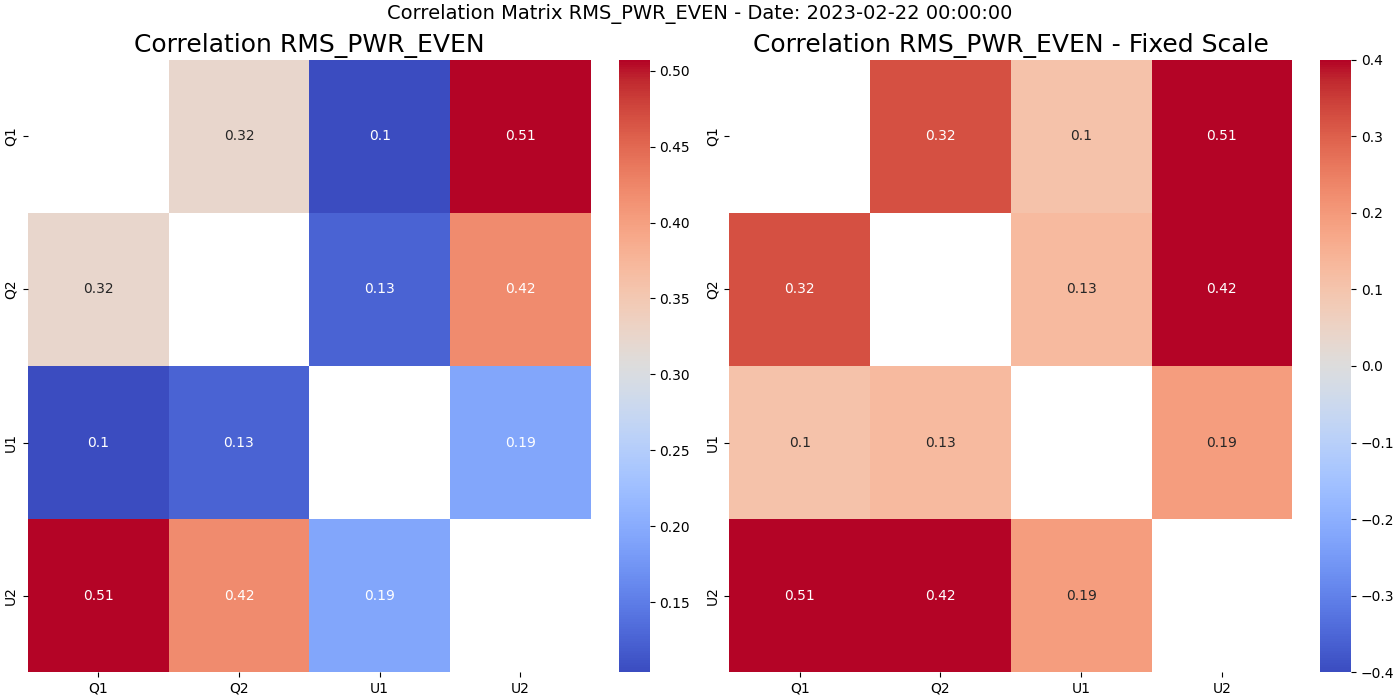 Correlation Matrix RMS_PWR_EVEN - Date: 2023-02-22 00:00:00
Correlation RMS_PWR_EVEN
Q1
0.32
0.1
0.51
Q2
0.32
0.13
0.42
U1
0.1
0.13
0.19
U2
0.51
0.42
0.19
Q1
Q2
U1
U2
0.50
0.45
0.40
0.35
0.30
0.25
0.20
0.15
Correlation RMS_PWR_EVEN - Fixed Scale
Q1
0.32
0.1
0.51
Q2
0.32
0.13
0.42
U1
0.1
0.13
0.19
U2
0.51
0.42
0.19
Q1
Q2
U1
U2
0.4
0.3
0.2
0.1
0.0
−0.1
−0.2
−0.3
−0.4